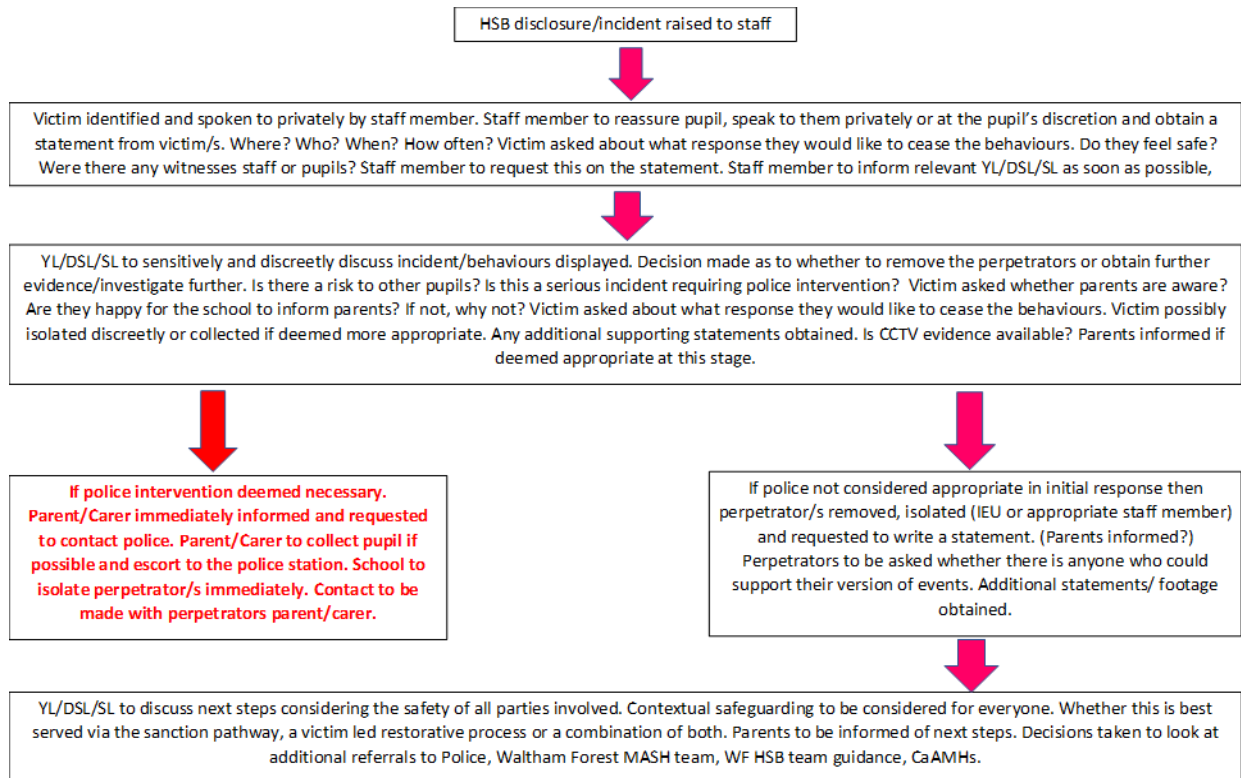 HSB disclosure/incident raised to staff
Victim identified and spoken to privately by staff member. Staff member to reassure pupil, speak to them privately or at the pupil's discretion and obtain a
statement from victim/s. Where? Who? When? How often? Victim asked about what response they would like to cease the behaviours. Do they feel safe?
Were there any witnesses staff or pupils? Staff member to request this on the statement. Staff member to inform relevant YL/DSL/SL as soon as possible,
YL/DSL/SL to sensitively and discreetly discuss incident/behaviours displayed. Decision made as to whether to remove the perpetrators or obtain further
evidence/investigate further. Is there a risk to other pupils? Is this a serious incident requiring police intervention? Victim asked whether parents are aware?
Are they happy for the school to inform parents? If not, why not? Victim asked about what response they would like to cease the behaviours. Victim possibly
isolated discreetly or collected if deemed more appropriate. Any additional supporting statements obtained. Is CCTV evidence available? Parents informed if
deemed appropriate at this stage.
If police intervention deemed necessary.
Parent/Carer immediately informed and requested
to contact police. Parent/Carer to collect pupil if
possible and escort to the police station. School to
isolate perpetrator/s immediately. Contact to be
made with perpetrators parent/carer.
If police not considered appropriate in initial response then
perpetrator/s removed, isolated (IEU or appropriate staff member)
and requested to write a statement. (Parents informed?)
Perpetrators to be asked whether there is anyone who could
support their version of events. Additional statements/ footage
obtained.
YL/DSL/SL to discuss next steps considering the safety of all parties involved. Contextual safeguarding to be considered for everyone. Whether this is best
served via the sanction pathway, a victim led restorative process or a combination of both. Parents to be informed of next steps. Decisions taken to look at
additional referrals to Police, Waltham Forest MASH team, WF HSB team guidance, CaAMHs.